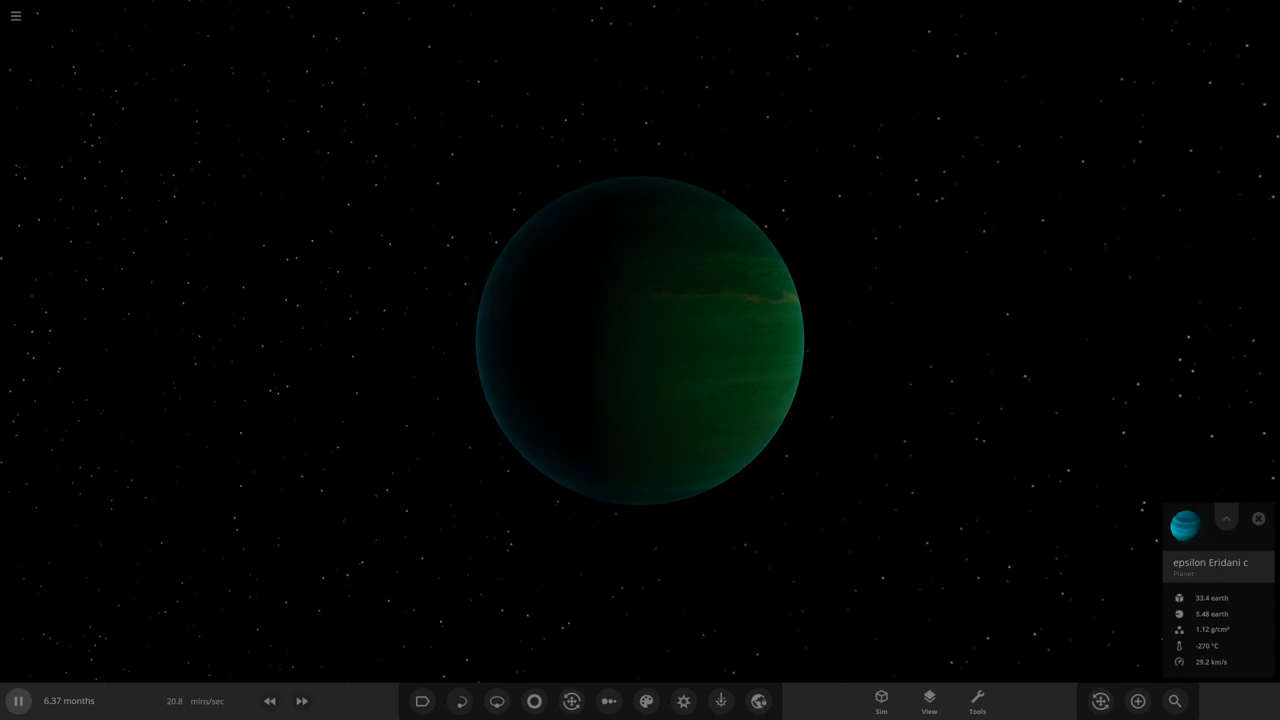 epsilon Eridani c
Planet
33.4 earth
5.48 earth
1.12 g/cm³
-270 °C
29.2 km/s
6.37 months
20.8 mins/sec
Sim
View
Tools